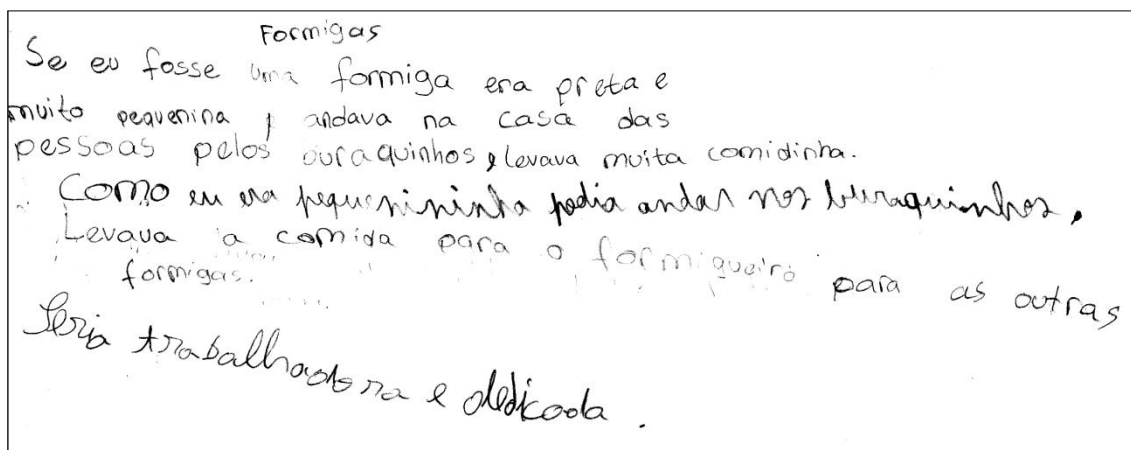 Formigas
Se eu fosse uma formiga era preta e
muito pequenina, andava na casa das
pessoas pelos ouraquinhos, levava muita comidinha.
Como eu era pequenininha podia andar nos buraquinhos.
Levava a comida para o formigueiro para as outras
formigas.
Seria trabalhadora e dedicada.